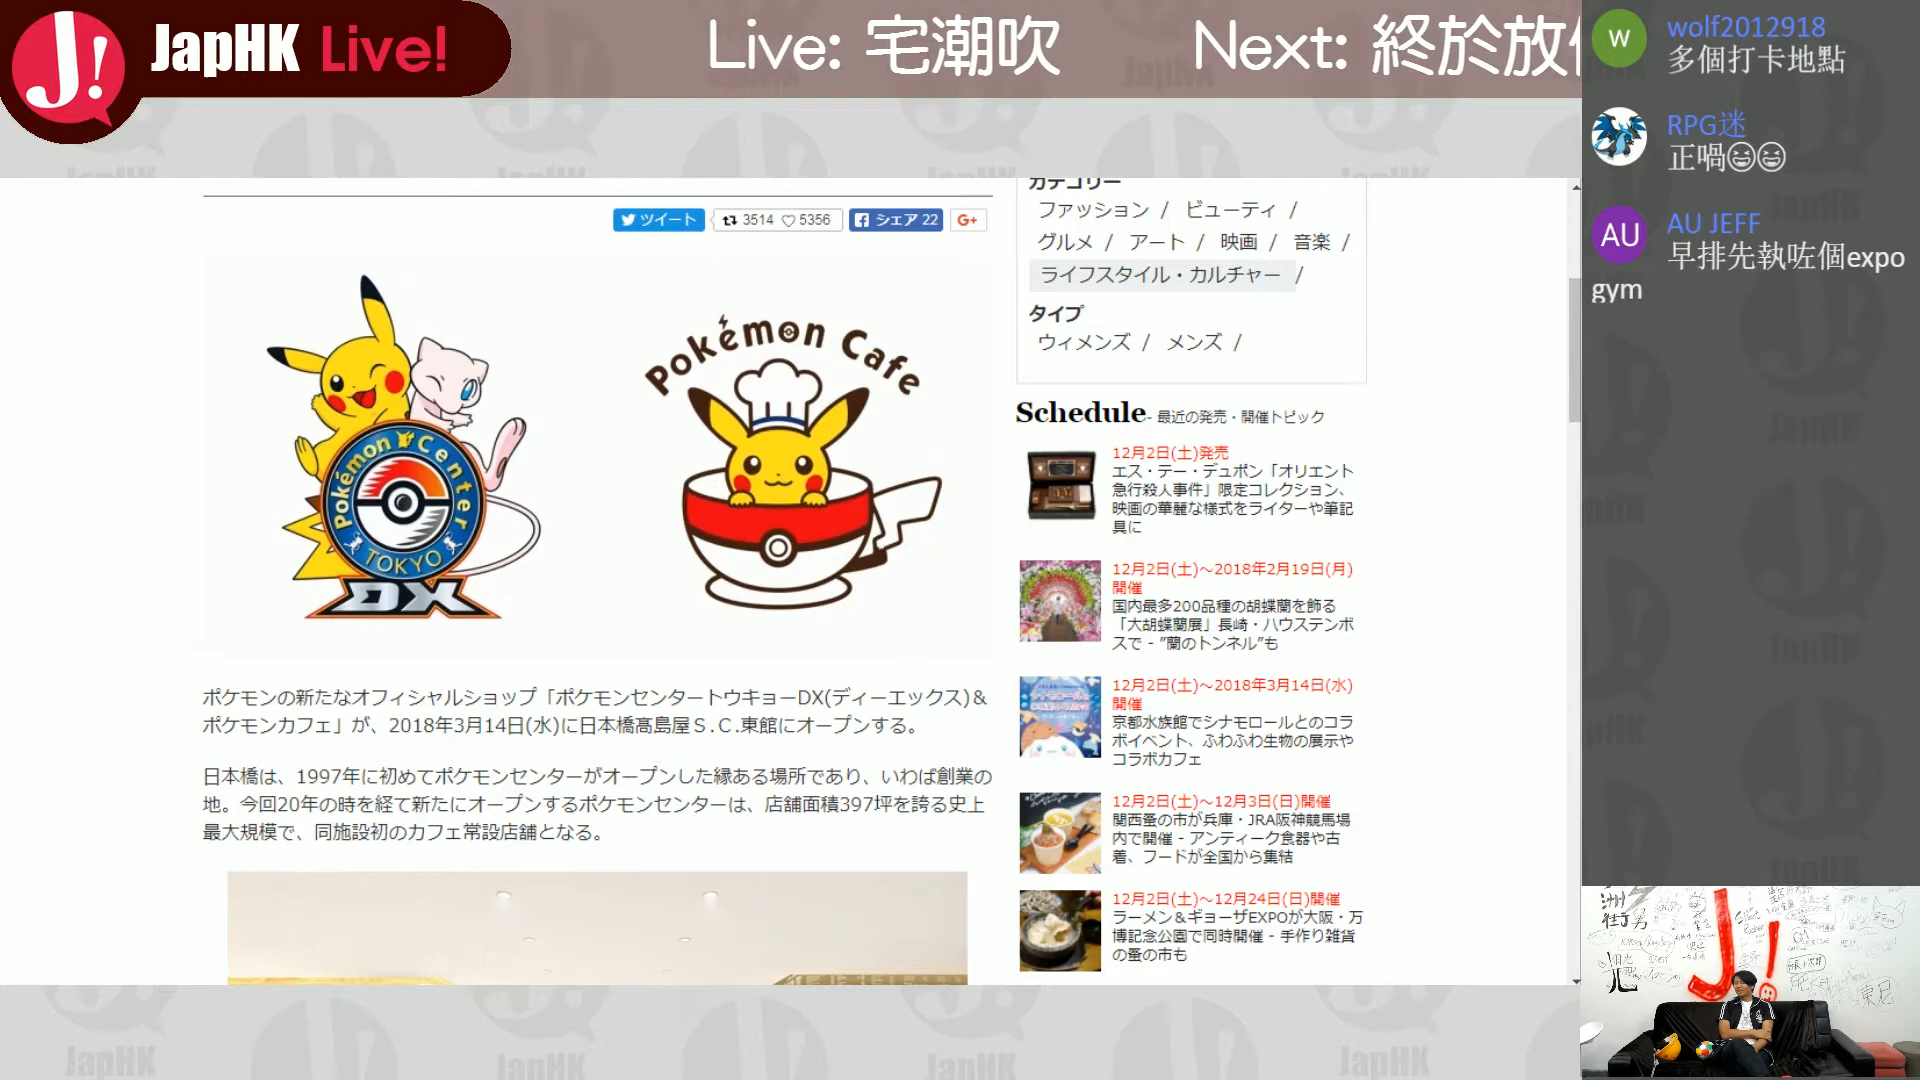 J! JapHK Live!
Live: 宅潮吹
Next: 終於放
W wolf2012918
多個打卡地點
RPG迷
正喎😆😆
AU AU JEFF
早排先執咗個expo
gym
カテゴリー
ファッション / ビューティ /
グルメ / アート / 映画 / 音楽 /
ライフスタイル・カルチャー /
タイプ
ウィメンズ / メンズ /
ツイート 3514 5356 シェア 22 G+
Pokémon Center
TOKYO
DX
Pokémon Cafe
ポケモンの新たなオフィシャルショップ「ポケモンセンタートウキョーDX(ディーエックス)＆
ポケモンカフェ」が、2018年3月14日(水)に日本橋髙島屋Ｓ.Ｃ.東館にオープンする。
日本橋は、1997年に初めてポケモンセンターがオープンした縁ある場所であり、いわば創業の
地。今回20年の時を経て新たにオープンするポケモンセンターは、店舗面積397坪を誇る史上
最大規模で、同施設初のカフェ常設店舗となる。
Schedule- 最近の発売・開催トピック
12月2日(土)発売
エス・テー・デュポン「オリエント
急行殺人事件」限定コレクション、
映画の華麗な様式をライターや筆記
具に
12月2日(土)～2018年2月19日(月)
開催
国内最多200品種の胡蝶蘭を飾る
「大胡蝶蘭展」長崎・ハウステンボ
スで - ”蘭のトンネル”も
12月2日(土)～2018年3月14日(水)
開催
京都水族館でシナモロールとのコラ
ボイベント、ふわふわ生物の展示や
コラボカフェ
12月2日(土)～12月3日(日)開催
関西蚤の市が兵庫・JRA阪神競馬場
内で開催 - アンティーク食器や古
着、フードが全国から集結
12月2日(土)～12月24日(日)開催
ラーメン＆ギョーザEXPOが大阪・万
博記念公園で同時開催 - 手作り雑貨
の蚤の市も
J!